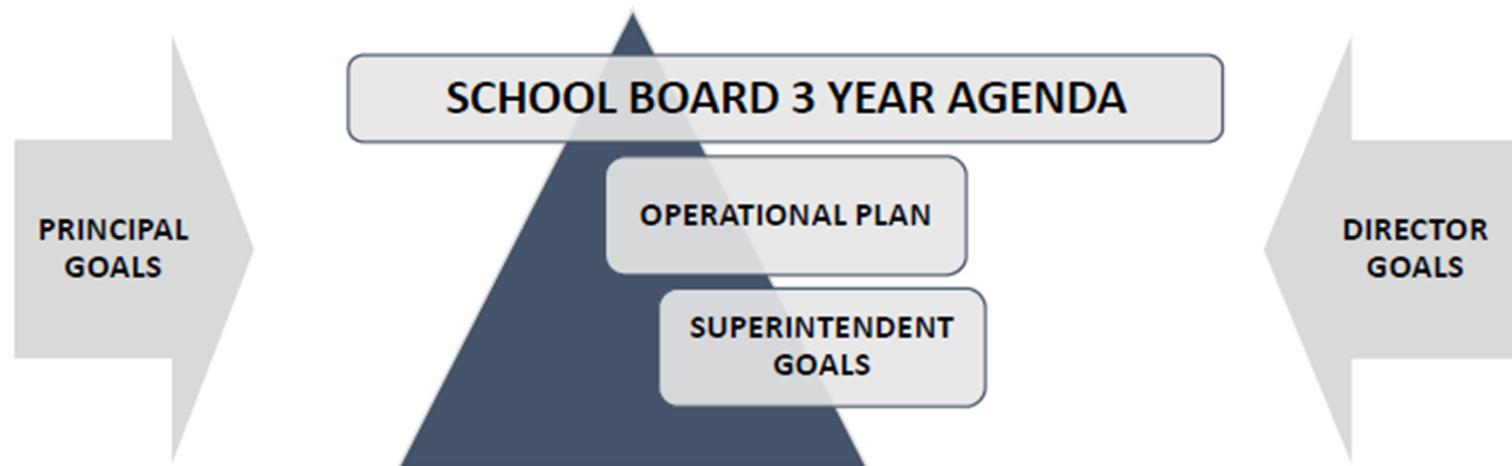 SCHOOL BOARD 3 YEAR AGENDA
PRINCIPAL
GOALS
OPERATIONAL PLAN
SUPERINTENDENT
GOALS
DIRECTOR
GOALS